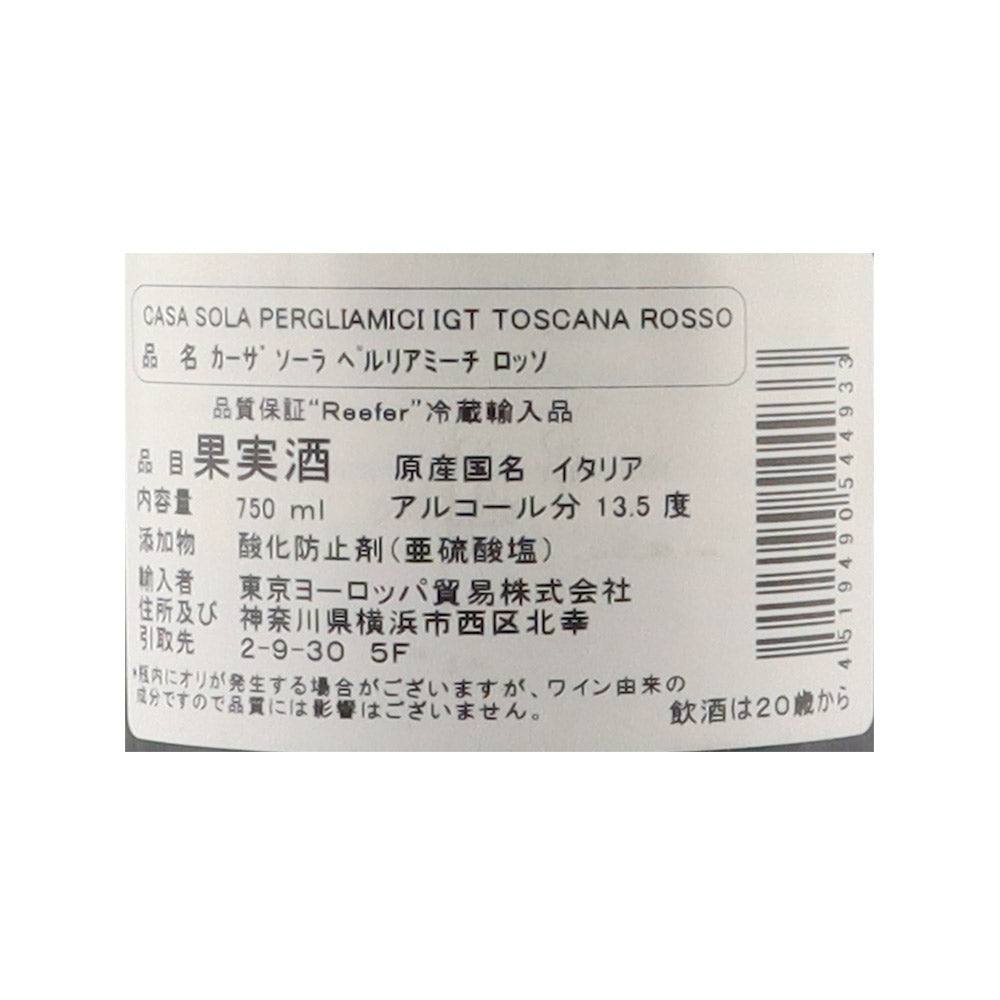 CASA SOLA PERGLIAMICI IGT TOSCANA ROSSO
品 名 カーザ ソーラ ペルリアミーチ ロッソ
品質保証“Reefer”冷蔵輸入品
品 目 果実酒 原産国名 イタリア
内容量 750 ml アルコール分 13.5 度
添加物 酸化防止剤(亜硫酸塩)
輸入者 東京ヨーロッパ貿易株式会社
住所及び 神奈川県横浜市西区北幸
引取先 2-9-30 5F
*瓶内にオリが発生する場合がございますが、ワイン由来の
成分ですので品質には影響はございません。
飲酒は20歳から
4519490544933